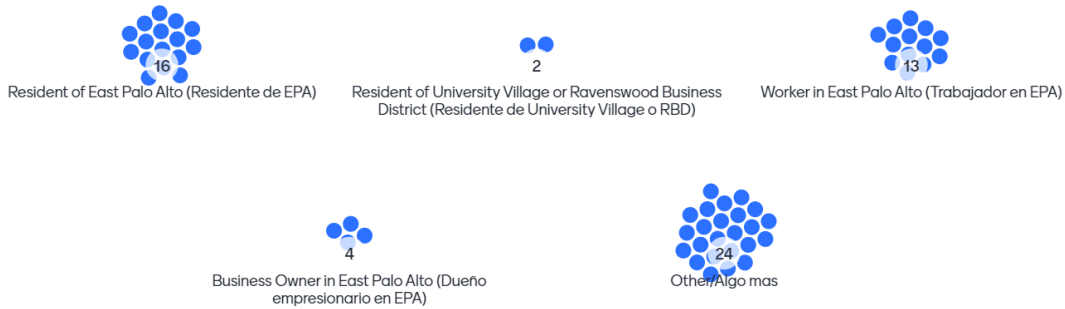 16
Resident of East Palo Alto (Residente de EPA)
2
Resident of University Village or Ravenswood Business
District (Residente de University Village o RBD)
13
Worker in East Palo Alto (Trabajador en EPA)
4
Business Owner in East Palo Alto (Dueño
empresionario en EPA)
24
Other/Algo mas